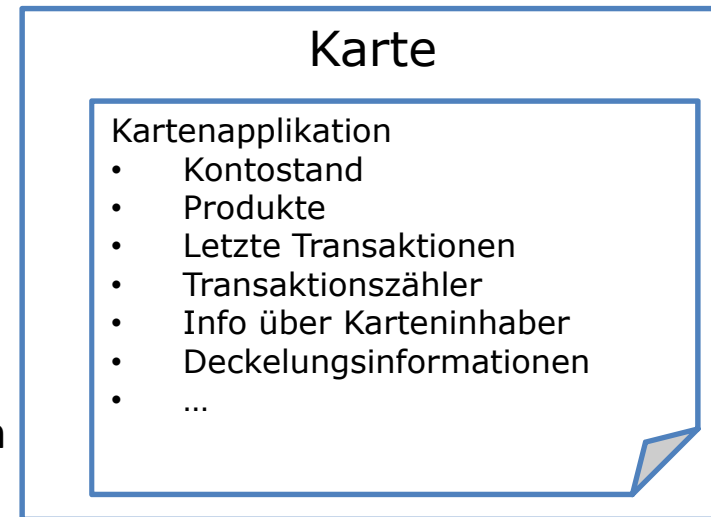 Karte
Kartenapplikation
• Kontostand
• Produkte
• Letzte Transaktionen
• Transaktionszähler
• Info über Karteninhaber
• Deckelungsinformationen
• …